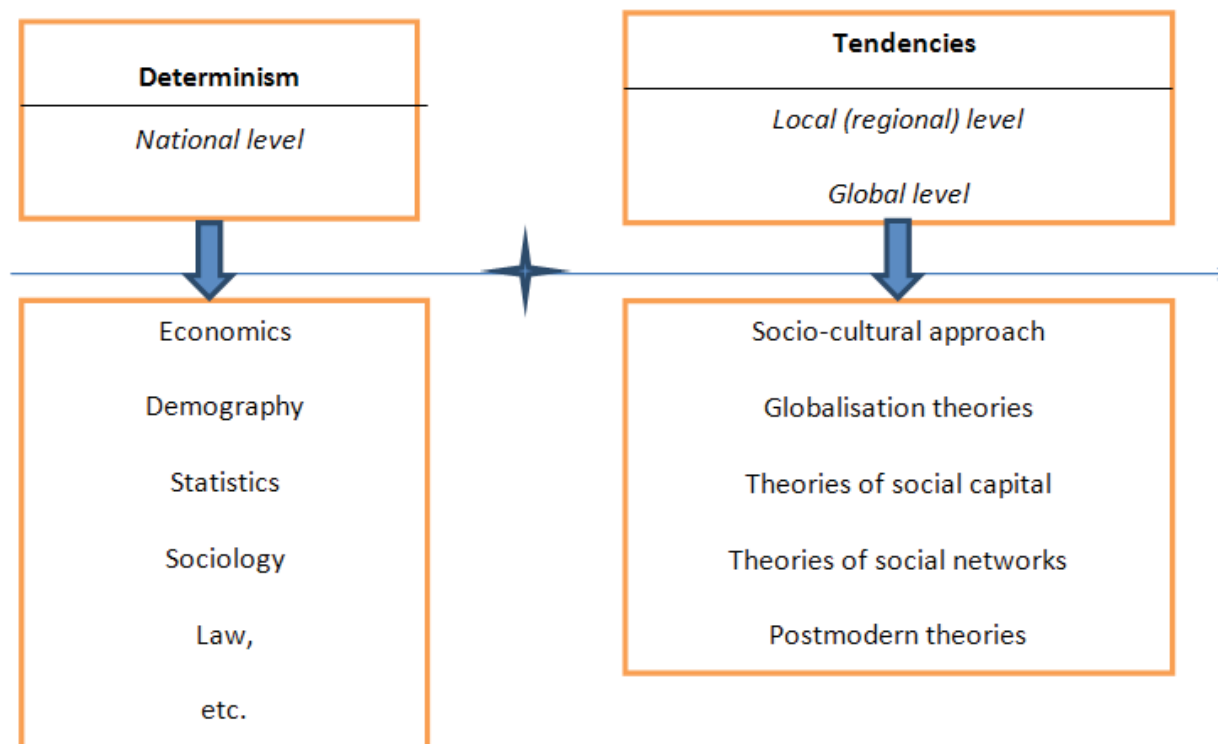 Determinism
National level
Tendencies
Local (regional) level
Global level
Economics
Demography
Statistics
Sociology
Law,
etc.
Socio-cultural approach
Globalisation theories
Theories of social capital
Theories of social networks
Postmodern theories